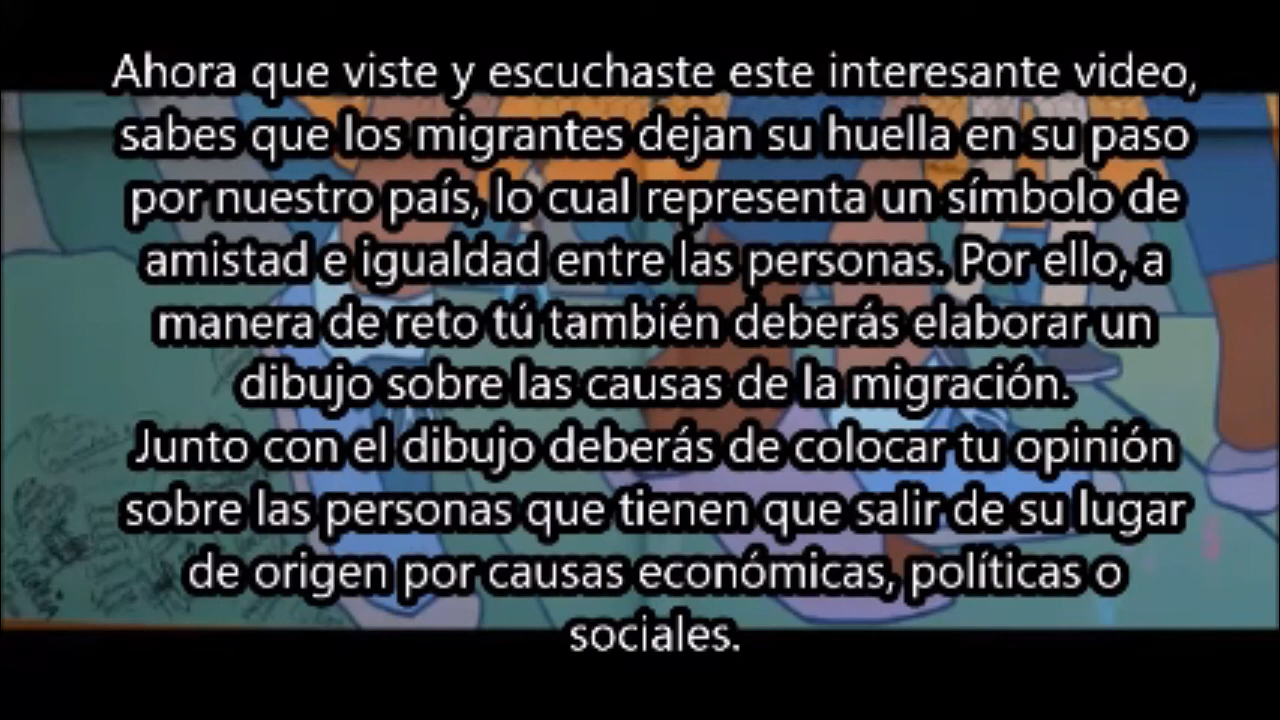 Ahora que viste y escuchaste este interesante video,
sabes que los migrantes dejan su huella en su paso
por nuestro país, lo cual representa un símbolo de
amistad e igualdad entre las personas. Por ello, a
manera de reto tú también deberás elaborar un
dibujo sobre las causas de la migración.
Junto con el dibujo deberás de colocar tu opinión
sobre las personas que tienen que salir de su lugar
de origen por causas económicas, políticas o
sociales.